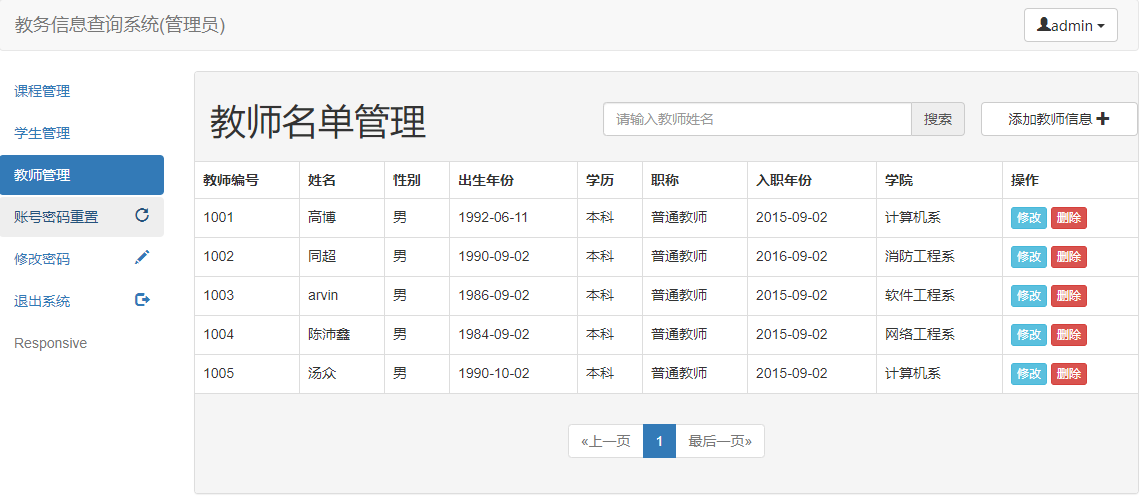 教务信息查询系统(管理员)
admin
课程管理
学生管理
教师管理
账号密码重置
修改密码
退出系统
Responsive
教师名单管理
请输入教师姓名 搜索 添加教师信息
教师编号 姓名 性别 出生年份 学历 职称 入职年份 学院 操作
1001 高博 男 1992-06-11 本科 普通教师 2015-09-02 计算机系 修改 删除
1002 同超 男 1990-09-02 本科 普通教师 2016-09-02 消防工程系 修改 删除
1003 arvin 男 1986-09-02 本科 普通教师 2015-09-02 软件工程系 修改 删除
1004 陈沛鑫 男 1984-09-02 本科 普通教师 2015-09-02 网络工程系 修改 删除
1005 汤众 男 1990-10-02 本科 普通教师 2015-09-02 计算机系 修改 删除
«上一页 1 最后一页»